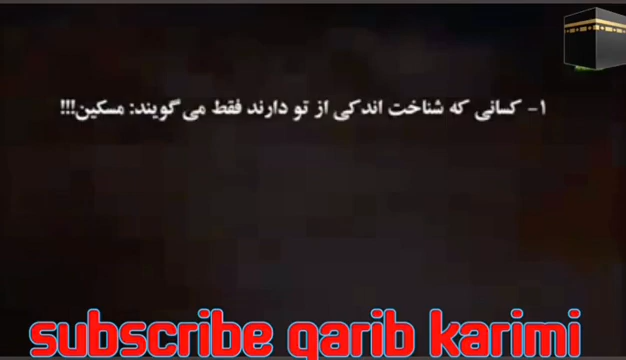 ۱- کسانی که شناخت اندکی از تو دارند فقط می گویند: مسکین!!!
subscribe qarib karimi